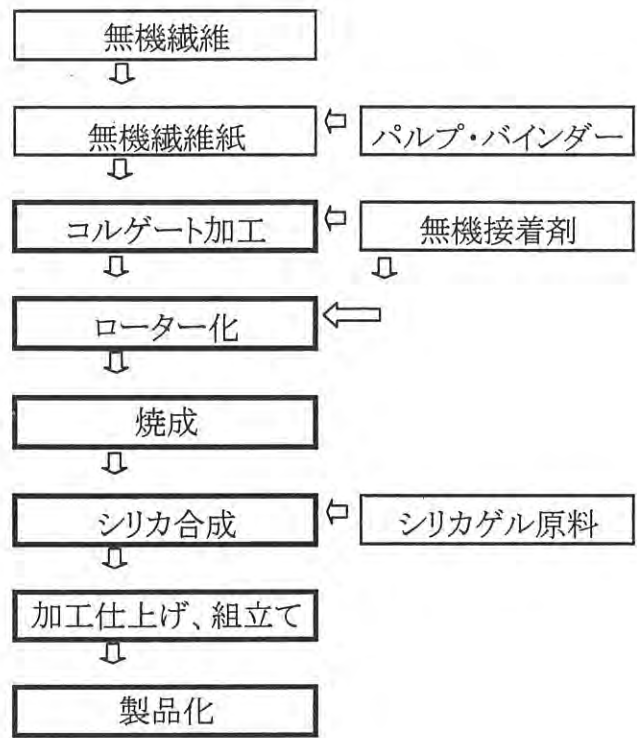 無機繊維
無機繊維紙
パルプ・バインダー
コルゲート加工
無機接着剤
ローター化
焼成
シリカ合成
シリカゲル原料
加工仕上げ、組立て
製品化